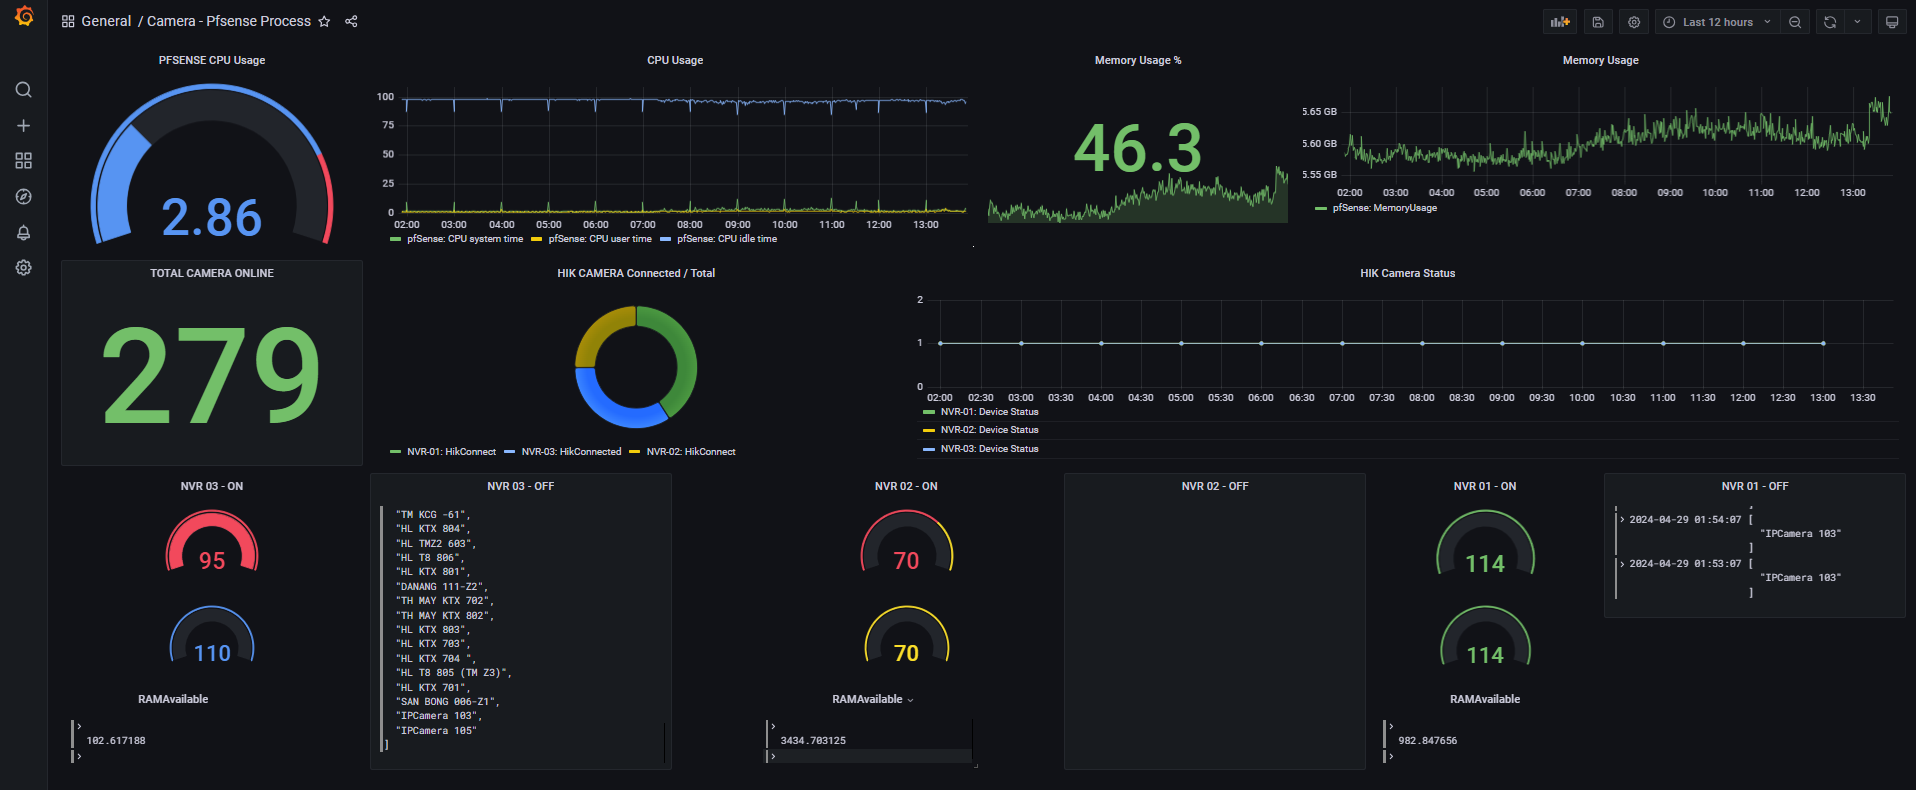 General / Camera - Pfsense Process
Last 12 hours
PFSENSE CPU Usage
2.86
CPU Usage
100
75
50
25
0
02:00 03:00 04:00 05:00 06:00 07:00 08:00 09:00 10:00 11:00 12:00 13:00
pfSense: CPU system time pfSense: CPU user time pfSense: CPU idle time
Memory Usage %
46.3
Memory Usage
5.65 GB
5.60 GB
5.55 GB
02:00 03:00 04:00 05:00 06:00 07:00 08:00 09:00 10:00 11:00 12:00 13:00
pfSense: MemoryUsage
TOTAL CAMERA ONLINE
279
HIK CAMERA Connected / Total
NVR-01: HikConnect NVR-03: HikConnected NVR-02: HikConnect
HIK Camera Status
2
1
0
02:00 02:30 03:00 03:30 04:00 04:30 05:00 05:30 06:00 06:30 07:00 07:30 08:00 08:30 09:00 09:30 10:00 10:30 11:00 11:30 12:00 12:30 13:00 13:30
NVR-01: Device Status
NVR-02: Device Status
NVR-03: Device Status
NVR 03 - ON
95
110
RAMAvailable
102.617188
NVR 03 - OFF
"TM KCG -61",
"HL KTX 804",
"HL TMZ2 603",
"HL T8 806",
"HL KTX 801",
"DANANG 111-Z2",
"TH MAY KTX 702",
"TH MAY KTX 802",
"HL KTX 803",
"HL KTX 703",
"HL KTX 704 ",
"HL T8 805 (TM Z3)",
"HL KTX 701",
"SAN BONG 006-Z1",
"IPCamera 103",
"IPCamera 105"
]
NVR 02 - ON
70
70
RAMAvailable
3434.703125
NVR 02 - OFF
NVR 01 - ON
114
114
RAMAvailable
982.847656
NVR 01 - OFF
2024-04-29 01:54:07 [
"IPCamera 103"
]
2024-04-29 01:53:07 [
"IPCamera 103"
]